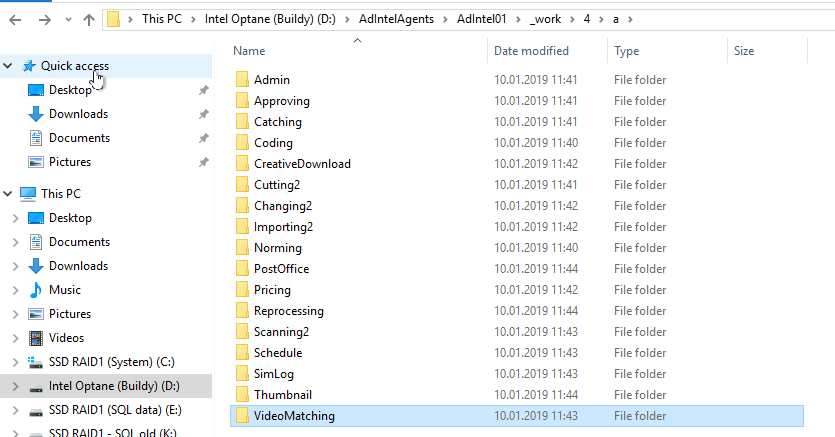 This PC > Intel Optane (Buildy) (D:) > AdIntelAgents > AdIntel01 > _work > 4 > a >
Name Date modified Type Size
Quick access
Desktop
Downloads
Documents
Pictures
This PC
Desktop
Documents
Downloads
Music
Pictures
Videos
SSD RAID1 (System) (C:)
Intel Optane (Buildy) (D:)
SSD RAID1 (SQL data) (E:)
SSD RAID1 - SQL old (K:)
Admin 10.01.2019 11:41 File folder
Approving 10.01.2019 11:41 File folder
Catching 10.01.2019 11:41 File folder
Coding 10.01.2019 11:40 File folder
CreativeDownload 10.01.2019 11:42 File folder
Cutting2 10.01.2019 11:41 File folder
Changing2 10.01.2019 11:42 File folder
Importing2 10.01.2019 11:42 File folder
Norming 10.01.2019 11:40 File folder
PostOffice 10.01.2019 11:44 File folder
Pricing 10.01.2019 11:42 File folder
Reprocessing 10.01.2019 11:44 File folder
Scanning2 10.01.2019 11:43 File folder
Schedule 10.01.2019 11:43 File folder
SimLog 10.01.2019 11:43 File folder
Thumbnail 10.01.2019 11:44 File folder
VideoMatching 10.01.2019 11:43 File folder